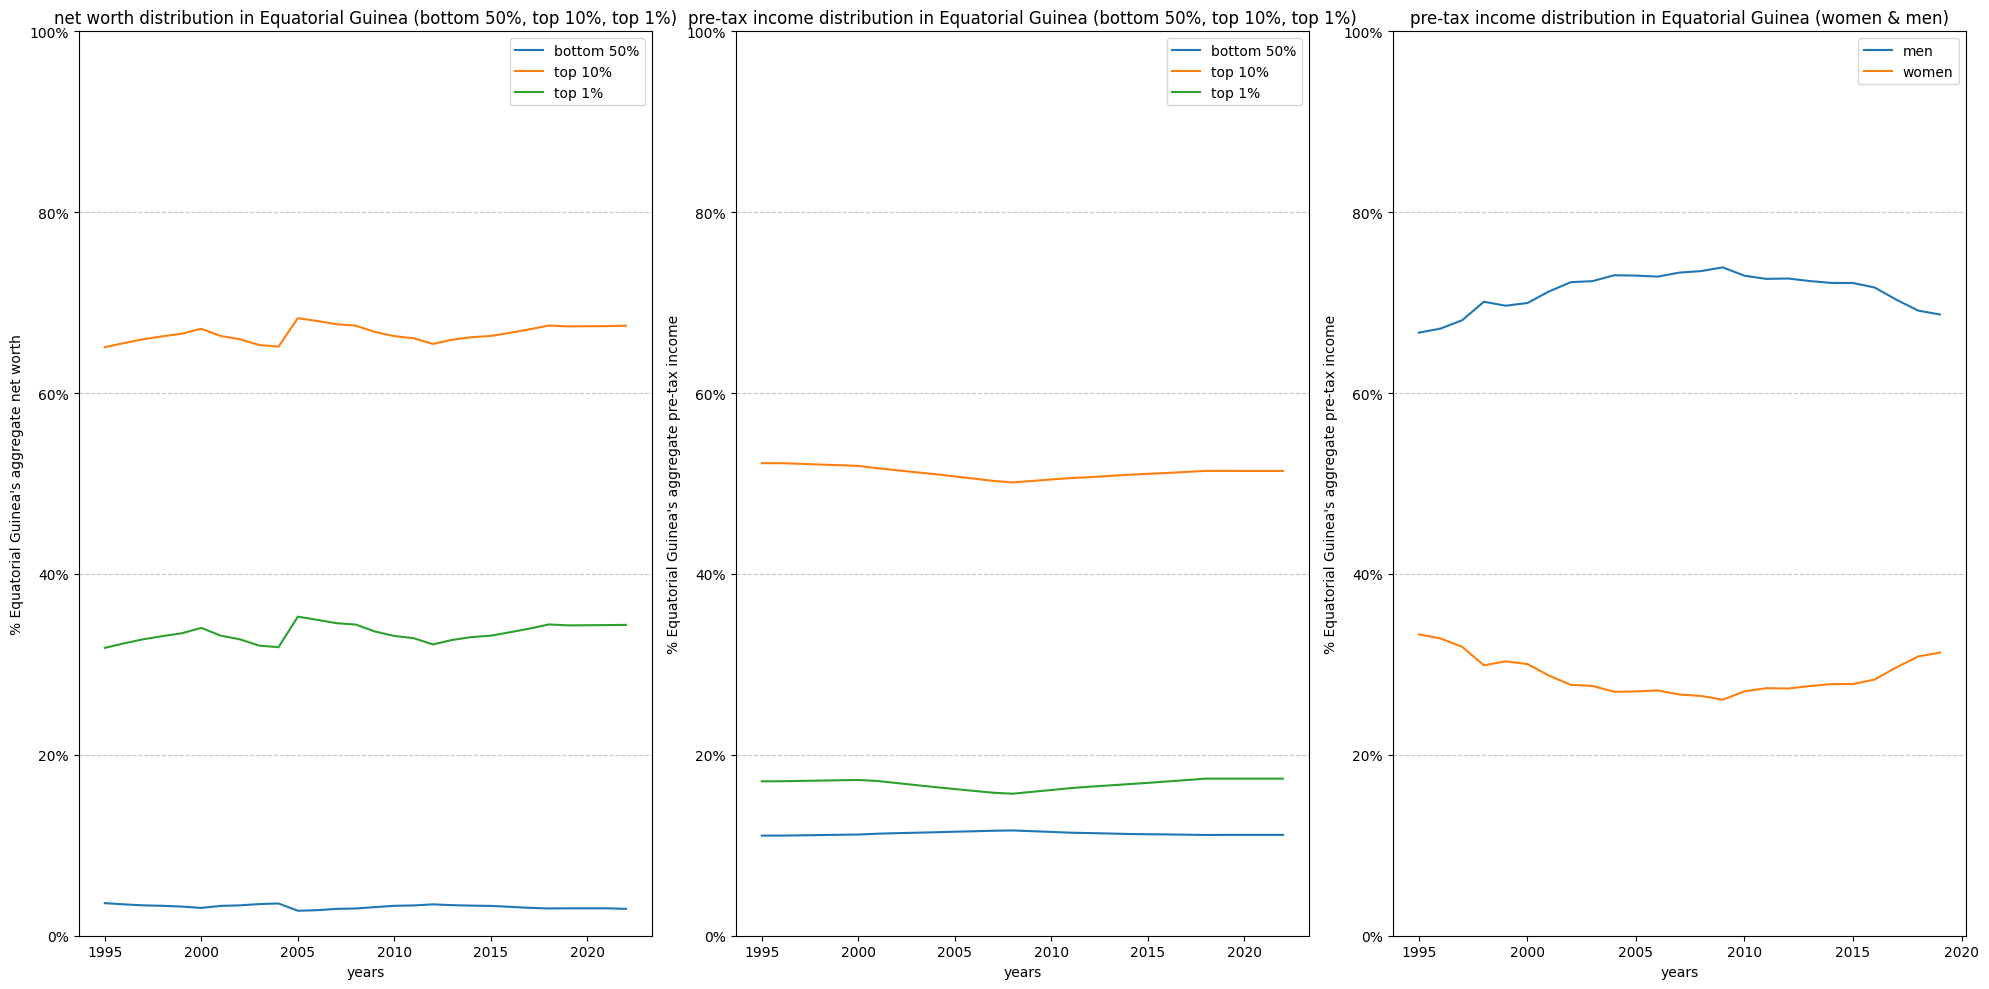 net worth distribution in Equatorial Guinea (bottom 50%, top 10%, top 1%)
% Equatorial Guinea's aggregate net worth
100%
80%
60%
40%
20%
0%
bottom 50%
top 10%
top 1%
1995
2000
2005
2010
2015
2020
years
pre-tax income distribution in Equatorial Guinea (bottom 50%, top 10%, top 1%)
% Equatorial Guinea's aggregate pre-tax income
100%
80%
60%
40%
20%
0%
bottom 50%
top 10%
top 1%
1995
2000
2005
2010
2015
2020
years
pre-tax income distribution in Equatorial Guinea (women & men)
% Equatorial Guinea's aggregate pre-tax income
100%
80%
60%
40%
20%
0%
men
women
1995
2000
2005
2010
2015
2020
years